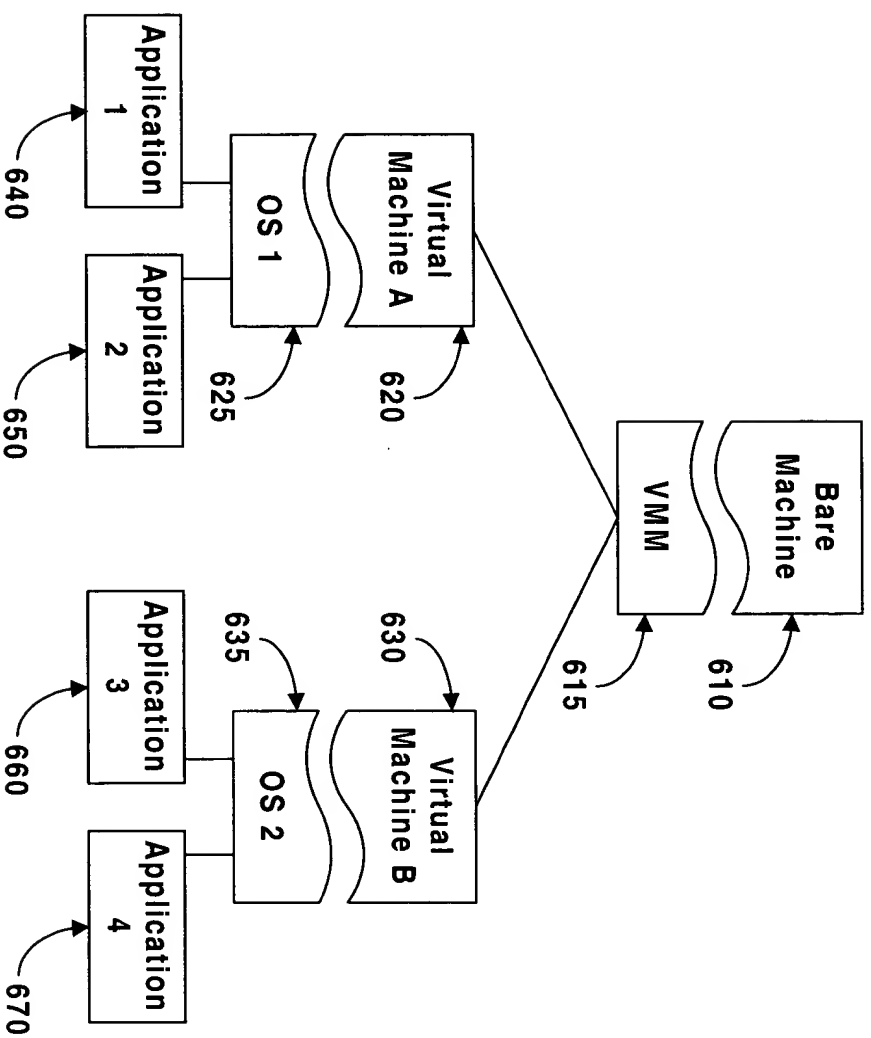 Bare
Machine
610
VMM
615
Virtual
Machine A
620
OS 1
625
Virtual
Machine B
630
OS 2
635
Application
1
640
Application
2
650
Application
3
660
Application
4
670